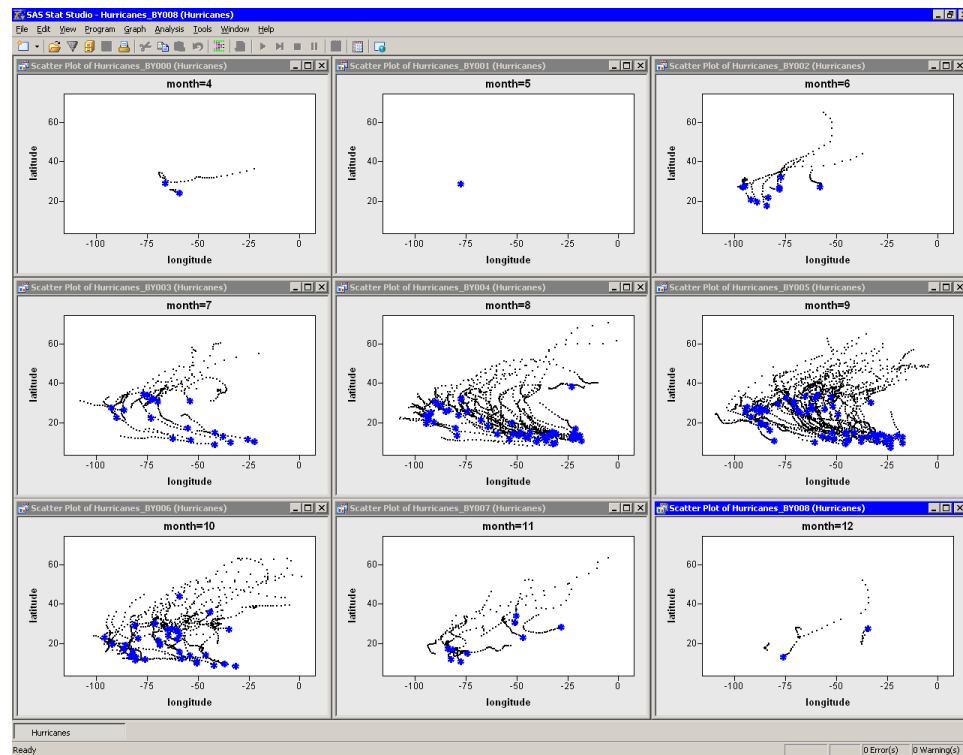 SAS Stat Studio - Hurricanes_BY008 (Hurricanes)
File Edit View Program Graph Analysis Tools Window Help
Scatter Plot of Hurricanes_BY000 (Hurricanes)
month=4
latitude
60
40
20
-100 -75 -50 -25 0
longitude
Scatter Plot of Hurricanes_BY001 (Hurricanes)
month=5
latitude
60
40
20
-100 -75 -50 -25 0
longitude
Scatter Plot of Hurricanes_BY002 (Hurricanes)
month=6
latitude
60
40
20
-100 -75 -50 -25 0
longitude
Scatter Plot of Hurricanes_BY003 (Hurricanes)
month=7
latitude
60
40
20
-100 -75 -50 -25 0
longitude
Scatter Plot of Hurricanes_BY004 (Hurricanes)
month=8
latitude
60
40
20
-100 -75 -50 -25 0
longitude
Scatter Plot of Hurricanes_BY005 (Hurricanes)
month=9
latitude
60
40
20
-100 -75 -50 -25 0
longitude
Scatter Plot of Hurricanes_BY006 (Hurricanes)
month=10
latitude
60
40
20
-100 -75 -50 -25 0
longitude
Scatter Plot of Hurricanes_BY007 (Hurricanes)
month=11
latitude
60
40
20
-100 -75 -50 -25 0
longitude
Scatter Plot of Hurricanes_BY008 (Hurricanes)
month=12
latitude
60
40
20
-100 -75 -50 -25 0
longitude
Hurricanes
Ready
0 Error(s) 0 Warning(s)